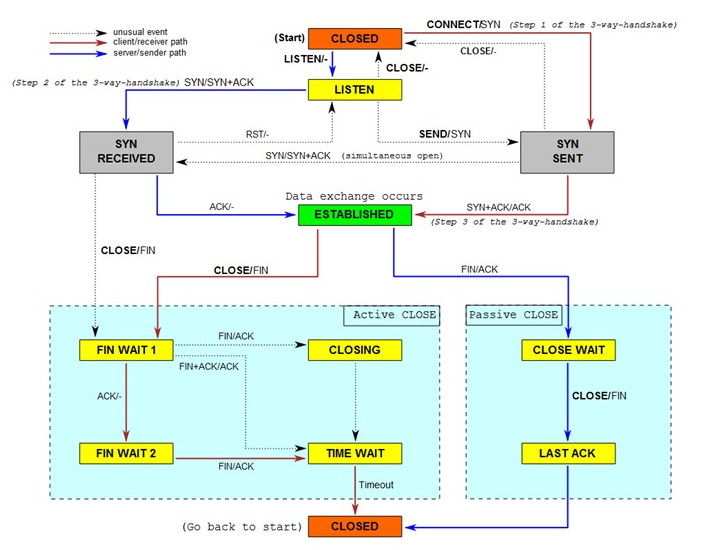 unusual event
client/receiver path
server/sender path
(Start)
CLOSED
CONNECT/SYN (Step 1 of the 3-way-handshake)
CLOSE/-
LISTEN/-
CLOSE/-
(Step 2 of the 3-way-handshake) SYN/SYN+ACK
LISTEN
RST/-
SEND/SYN
SYN
RECEIVED
SYN
SENT
SYN/SYN+ACK (simultaneous open)
Data exchange occurs
ACK/-
ESTABLISHED
SYN+ACK/ACK
(Step 3 of the 3-way-handshake)
CLOSE/FIN
CLOSE/FIN
FIN/ACK
Active CLOSE
Passive CLOSE
FIN WAIT 1
FIN/ACK
CLOSING
CLOSE WAIT
FIN+ACK/ACK
ACK/-
CLOSE/FIN
FIN WAIT 2
FIN/ACK
TIME WAIT
LAST ACK
Timeout
(Go back to start)
CLOSED